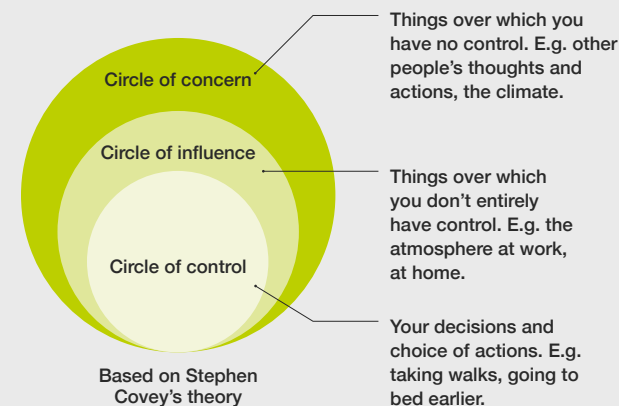 Circle of concern
Things over which you
have no control. E.g. other
people's thoughts and
actions, the climate.
Circle of influence
Things over which
you don't entirely
have control. E.g. the
atmosphere at work,
at home.
Circle of control
Your decisions and
choice of actions. E.g.
taking walks, going to
bed earlier.
Based on Stephen
Covey's theory